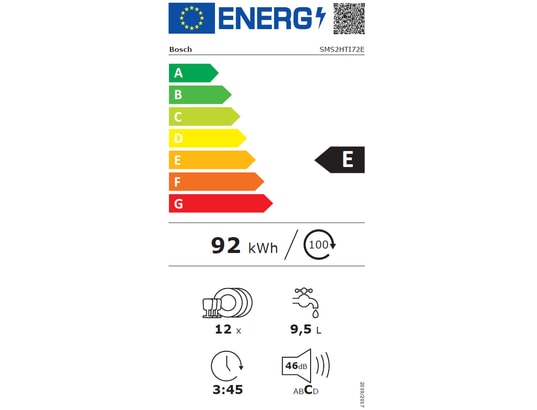 ENERG
Bosch SMS2HTI72E
A
B
C
D
E
F
G
E
92 kWh / 100
12 x
9,5 L
3:45
46dB
ABCD
2019/2017